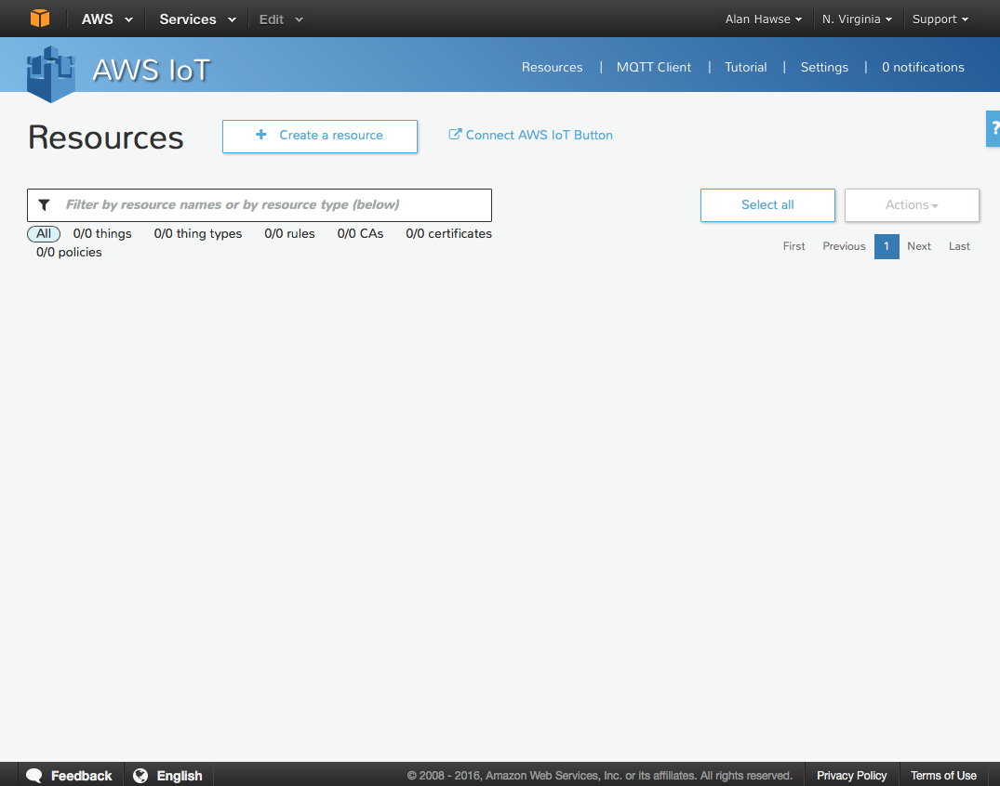 AWS Services Edit Alan Hawse N. Virginia Support
AWS IoT Resources | MQTT Client | Tutorial | Settings | 0 notifications
Resources + Create a resource Connect AWS IoT Button ?
Filter by resource names or by resource type (below) Select all Actions
All 0/0 things 0/0 thing types 0/0 rules 0/0 CAs 0/0 certificates
First Previous 1 Next Last
0/0 policies
Feedback English © 2008 - 2016, Amazon Web Services, Inc. or its affiliates. All rights reserved. Privacy Policy Terms of Use